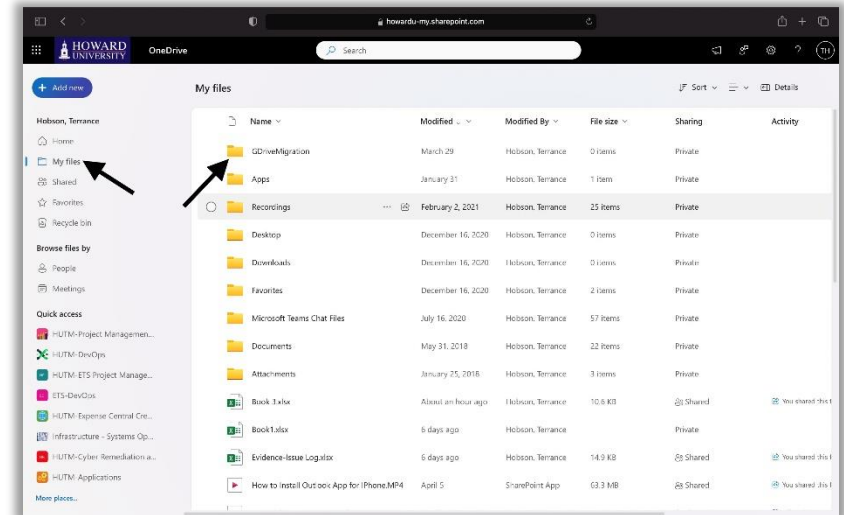 howardu-my.sharepoint.com
HOWARD UNIVERSITY OneDrive Search ? TH
+ Add new My files Sort Details
Hobson, Terrance
Home
My files
Shared
Favorites
Recycle bin
Browse files by
People
Meetings
Quick access
HUTM-Project Managemen...
HUTM-DevOps
HUTM-ETS Project Manage...
ETS-DevOps
HUTM-Expense Central Cre...
Infrastructure - Systems Op...
HUTM-Cyber Remediation a...
HUTM Applications
More places...
Name Modified Modified By File size Sharing Activity
GDriveMigration March 29 Hobson, Terrance 0 items Private
Apps January 31 Hobson, Terrance 1 item Private
Recordings ... February 2, 2021 Hobson, Terrance 25 items Private
Desktop December 16, 2020 Hobson, Terrance 0 items Private
Downloads December 16, 2020 Hobson, Terrance 0 items Private
Favorites December 16, 2020 Hobson, Terrance 2 items Private
Microsoft Teams Chat Files July 16, 2020 Hobson, Terrance 57 items Private
Documents May 31, 2018 Hobson, Terrance 22 items Private
Attachments January 25, 2018 Hobson, Terrance 3 items Private
Book 3.xlsx About an hour ago Hobson, Terrance 10.6 KB Shared You shared this
Book1.xlsx 6 days ago Hobson, Terrance Private
Evidence-Issue Log.xlsx 6 days ago Hobson, Terrance 14.9 KB Shared You shared this
How to Install Outlook App for IPhone.MP4 April 5 SharePoint App 63.3 MB Shared You shared this